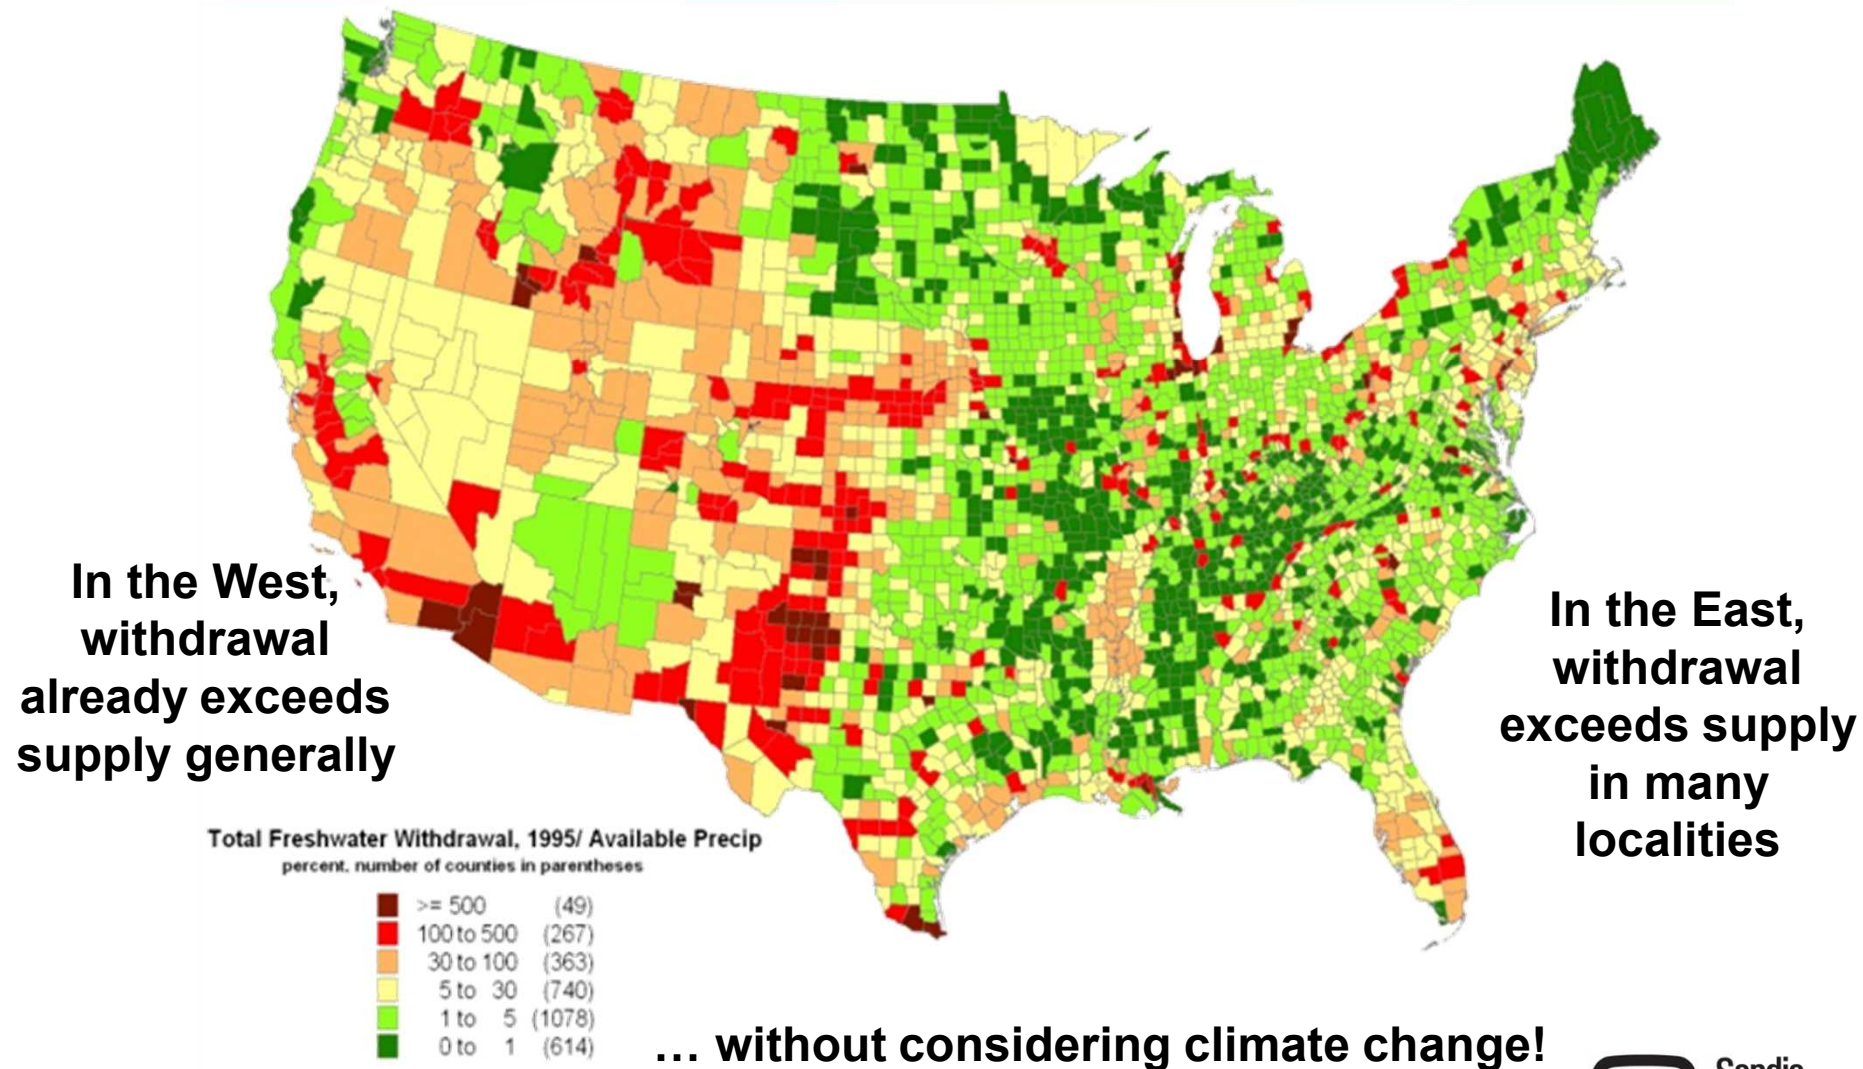 In the West,
withdrawal
already exceeds
supply generally
In the East,
withdrawal
exceeds supply
in many
localities
Total Freshwater Withdrawal, 1995/ Available Precip
percent, number of counties in parentheses
>= 500 (49)
100 to 500 (267)
30 to 100 (363)
5 to 30 (740)
1 to 5 (1078)
0 to 1 (614)
… without considering climate change!